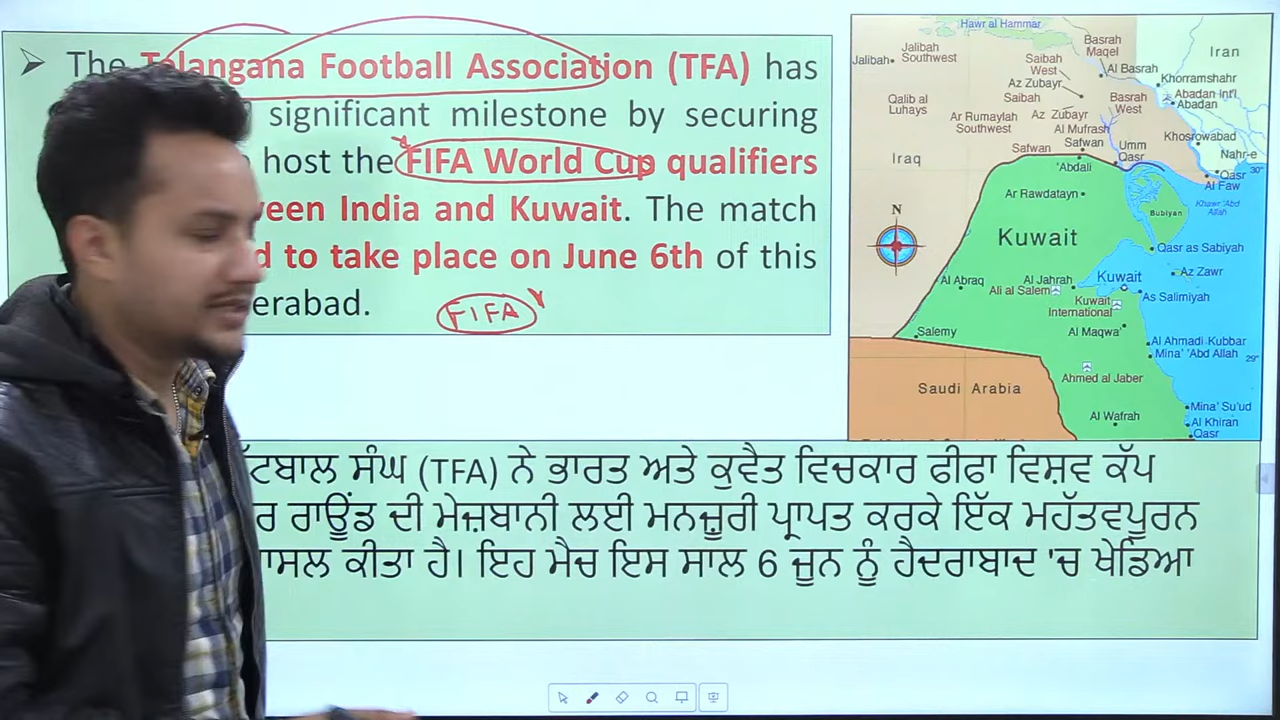 The Telangana Football Association (TFA) has
significant milestone by securing
host the FIFA World Cup qualifiers
India and Kuwait. The match
to take place on June 6th of this
FIFA
(TFA) ਨੇ ਭਾਰਤ ਅਤੇ ਕੁਵੈਤ ਵਿਚਕਾਰ ਫੀਫਾ ਵਿਸ਼ਵ ਕੱਪ
ਰਾਊਂਡ ਦੀ ਮੇਜ਼ਬਾਨੀ ਲਈ ਮਨਜ਼ੂਰੀ ਪ੍ਰਾਪਤ ਕਰਕੇ ਇੱਕ ਮਹੱਤਵਪੂਰਨ
ਕੀਤਾ ਹੈ। ਇਹ ਮੈਚ ਇਸ ਸਾਲ 6 ਜੂਨ ਨੂੰ ਹੈਦਰਾਬਾਦ 'ਚ ਖੇਡਿਆ
Hawr al Hammar
Jalibah
Jalibah Southwest
Qalib al Luhays
Basrah Maqel
Saibah West
Al Basrah
Iran
Az Zubayr
Khorramshahr
Saibah
Az Zubayr
Basrah West
Abadan Int'l
Abadan
Ar Rumaylah Southwest
Al Mufrash
Safwan
Safwan
Umm Qasr
Khosrowabad
Nahr-e
Qasr
30°
Al Faw
Iraq
'Abdali
Khawr 'Abd Allah
N
Ar Rawdatayn
Bubiyan
Kuwait
Qasr as Sabiyah
Al Abraq
Al Jahrah
Kuwait
Az Zawr
Ali al Salem
As Salimiyah
Kuwait International
Al Maqwa'
Salemy
Al Ahmadi Kubbar
Mina' 'Abd Allah
29°
Ahmed al Jaber
Saudi Arabia
Mina' Su'ud
Al Wafrah
Al Khiran
Qasr